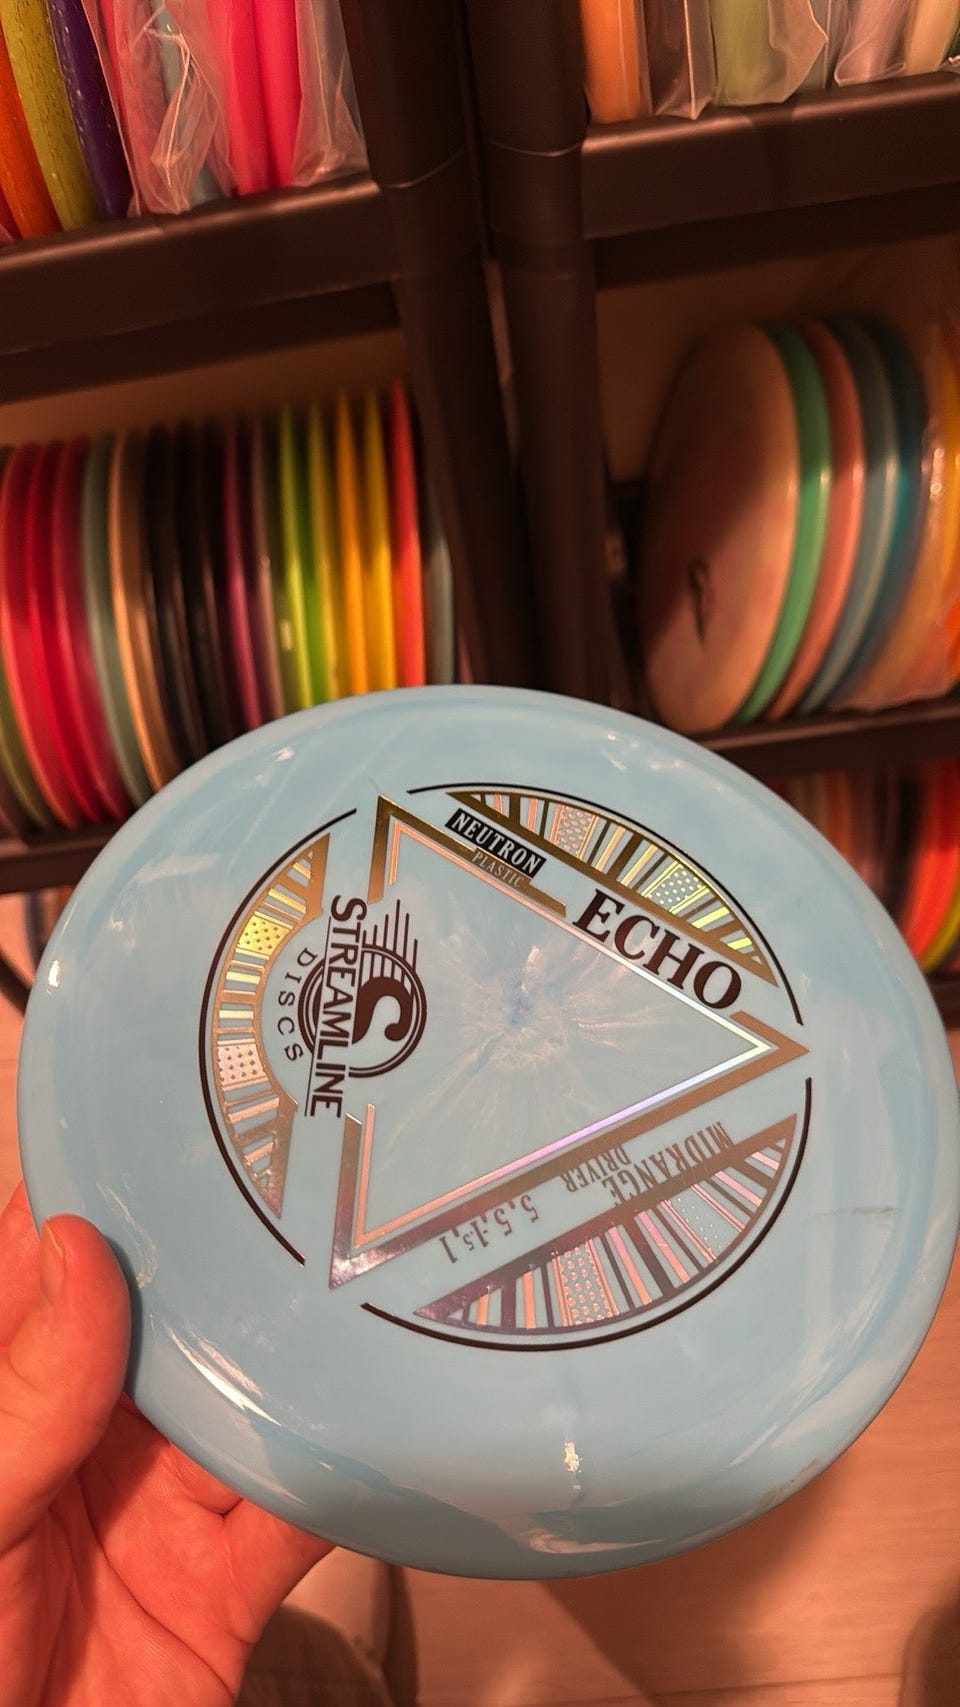 NEUTRON
PLASTIC
ECHO
STREAMLINE
DISCS
S
MIDRANGE
DRIVER
5,5,-1.5,1